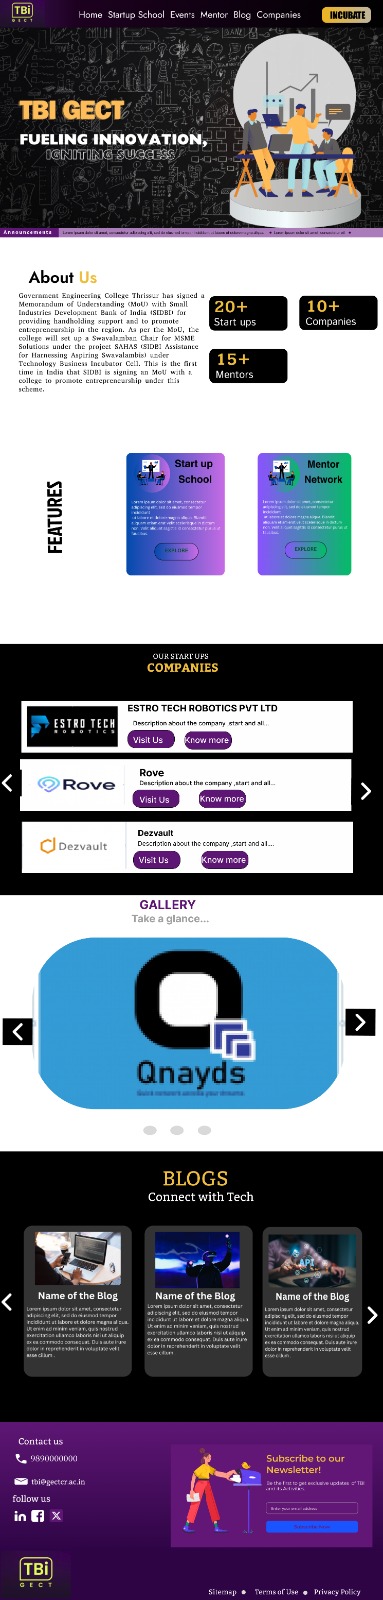 TBi
GECT
Home Startup School Events Mentor Blog Companies
INCUBATE
TBI GECT
FUELING INNOVATION,
IGNITING SUCCESS
Announcements
About Us
Government Engineering College Thrissur has signed a
Memorandum of Understanding (MoU) with Small
Industries Development Bank of India (SIDBI) for
providing handholding support and to promote
entrepreneurship in the region. As per the MoU, the
college will set up a Swavalamban Chair for MSME
Solutions under the project SAHAS (SIDBI Assistance
for Harnessing Aspiring Swavalambis) under
Technology Business Incubator Cell. This is the first
time in India that SIDBI is signing an MoU with a
college to promote entrepreneurship under this
scheme.
20+
Start ups
10+
Companies
15+
Mentors
FEATURES
Start up
School
EXPLORE
Mentor
Network
EXPLORE
OUR START UPS
COMPANIES
ESTRO TECH
ROBOTICS
ESTRO TECH ROBOTICS PVT LTD
Description about the company ,start and all...
Visit Us
Know more
Rove
Rove
Description about the company ,start and all...
Visit Us
Know more
Dezvault
Dezvault
Description about the company ,start and all....
Visit Us
Know more
GALLERY
Take a glance...
Qnayds
BLOGS
Connect with Tech
API
Name of the Blog
Lorem ipsum dolor sit amet, consectetur
adipiscing elit, sed do eiusmod tempor
incididunt ut labore et dolore magna aliqua.
Ut enim ad minim veniam, quis nostrud
exercitation ullamco laboris nisi ut aliquip
ex ea commodo consequat. Duis aute irure
dolor in reprehenderit in voluptate velit
esse cillum .
Name of the Blog
Lorem ipsum dolor sit amet, consectetur
adipiscing elit, sed do eiusmod tempor
incididunt ut labore et dolore magna aliqua.
Ut enim ad minim veniam, quis nostrud
exercitation ullamco laboris nisi ut aliquip
ex ea commodo consequat. Duis aute irure
dolor in reprehenderit in voluptate velit
esse cillum .
Name of the Blog
Lorem ipsum dolor sit amet, consectetur
adipiscing elit, sed do eiusmod tempor
incididunt ut labore et dolore magna aliqua.
Ut enim ad minim veniam, quis nostrud
exercitation ullamco laboris nisi ut aliquip
ex ea commodo consequat. Duis aute irure
dolor in reprehenderit in voluptate velit
esse cillum .
Contact us
9890000000
tbi@gectcr.ac.in
follow us
Subscribe to our
Newsletter!
Be the first to get exclusive updates of TBI
and its Activities
Enter your email address
TBi
GECT
Sitemap
Terms of Use
Privacy Policy